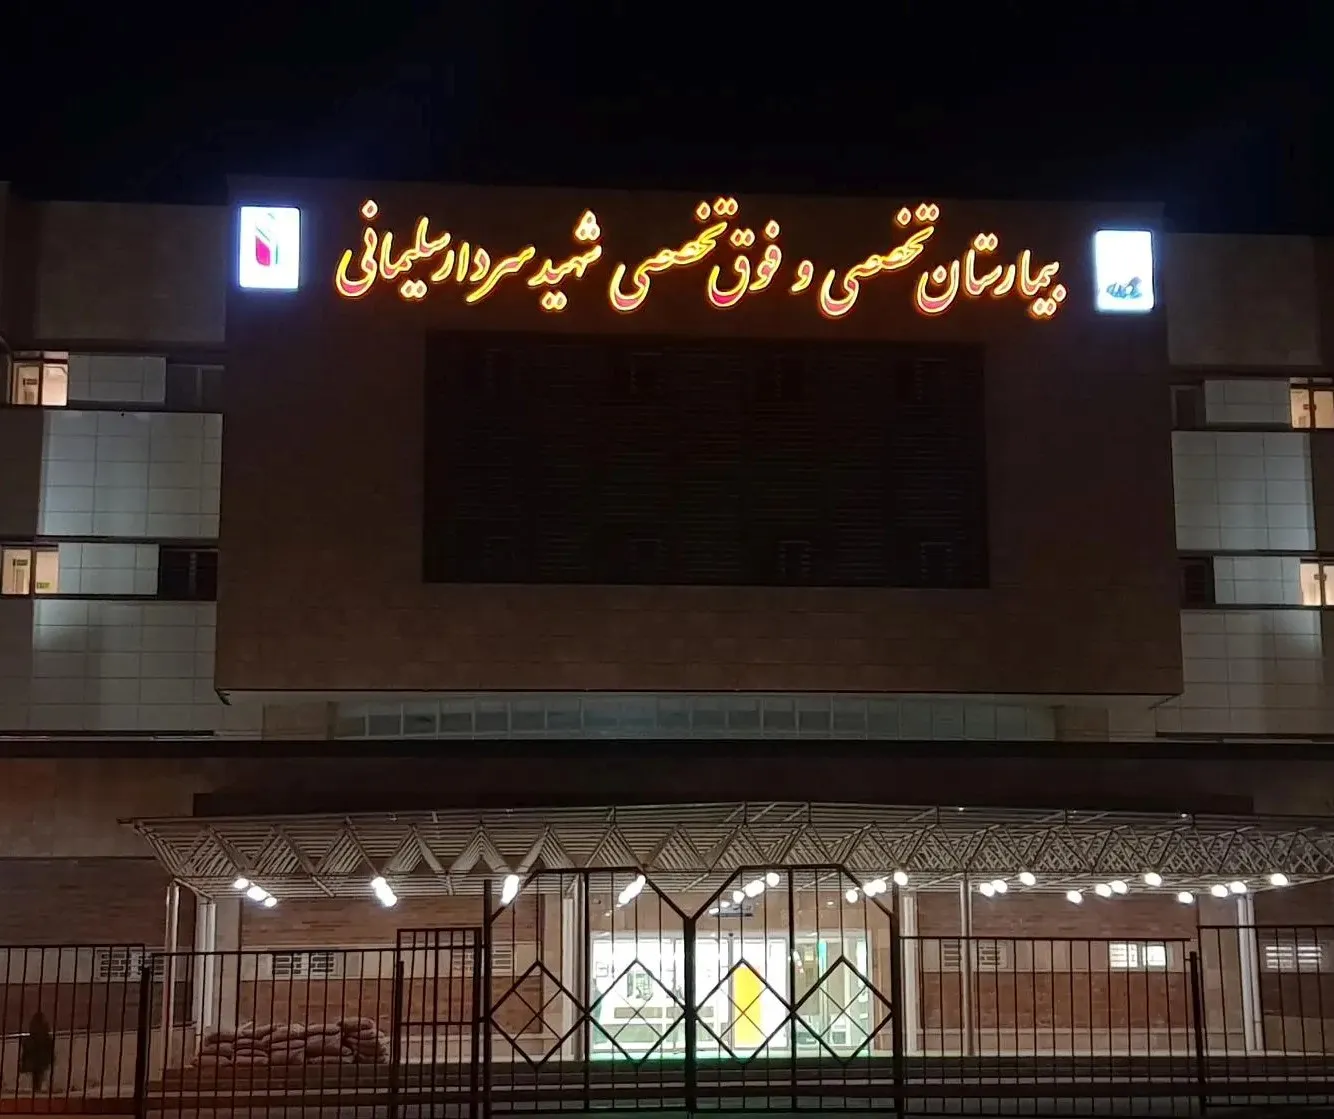 بیمارستان تخصصی و فوق تخصصی شهید سردار سلیمانی